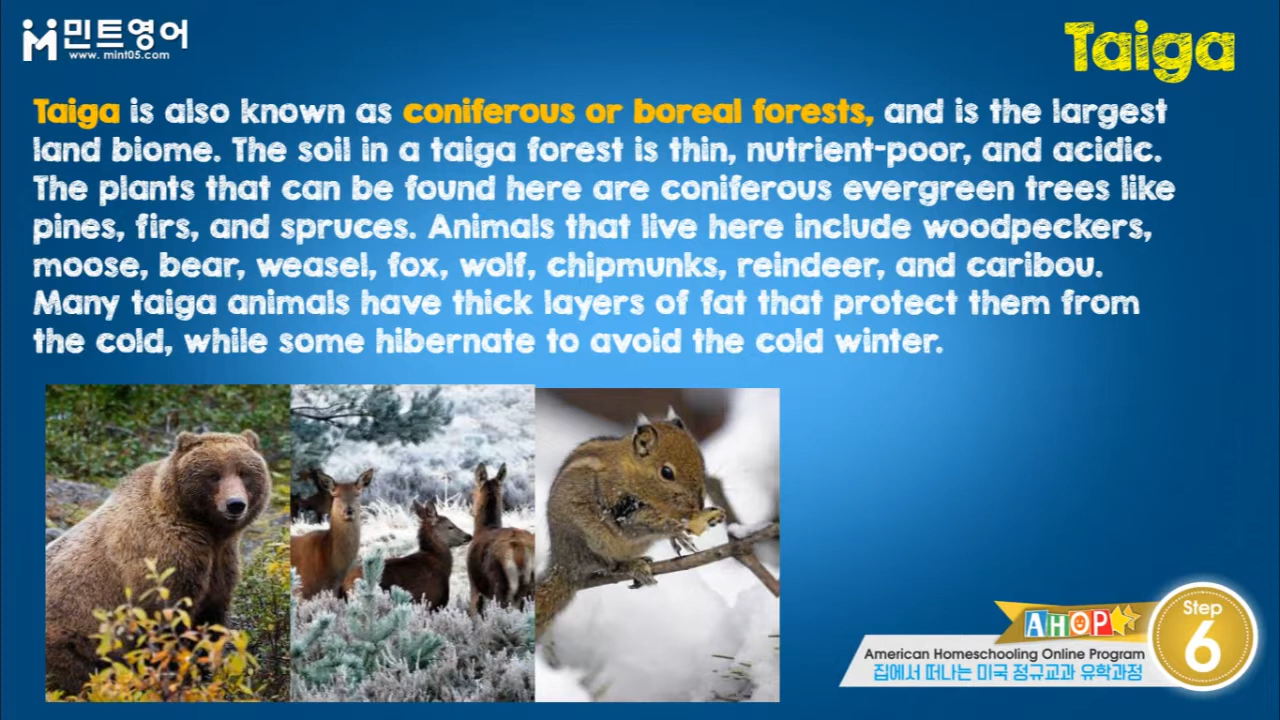 민트영어
www. mint05.com
Taiga
Taiga is also known as coniferous or boreal forests, and is the largest
land biome. The soil in a taiga forest is thin, nutrient-poor, and acidic.
The plants that can be found here are coniferous evergreen trees like
pines, firs, and spruces. Animals that live here include woodpeckers,
moose, bear, weasel, fox, wolf, chipmunks, reindeer, and caribou.
Many taiga animals have thick layers of fat that protect them from
the cold, while some hibernate to avoid the cold winter.
AHOP
American Homeschooling Online Program
집에서 떠나는 미국 정규교과 유학과정
Step
6